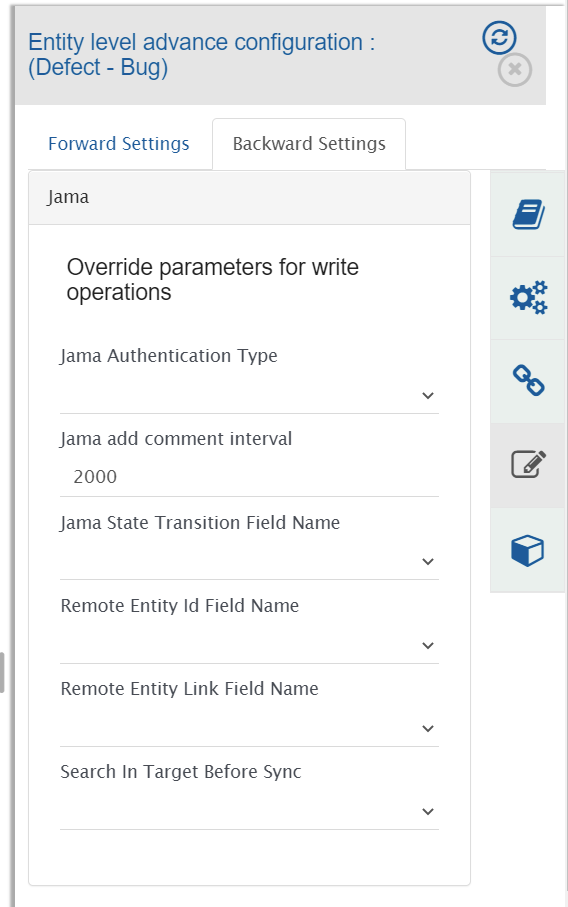 Entity level advance configuration :
(Defect - Bug)
Forward Settings
Backward Settings
Jama
Override parameters for write
operations
Jama Authentication Type
Jama add comment interval
2000
Jama State Transition Field Name
Remote Entity Id Field Name
Remote Entity Link Field Name
Search In Target Before Sync